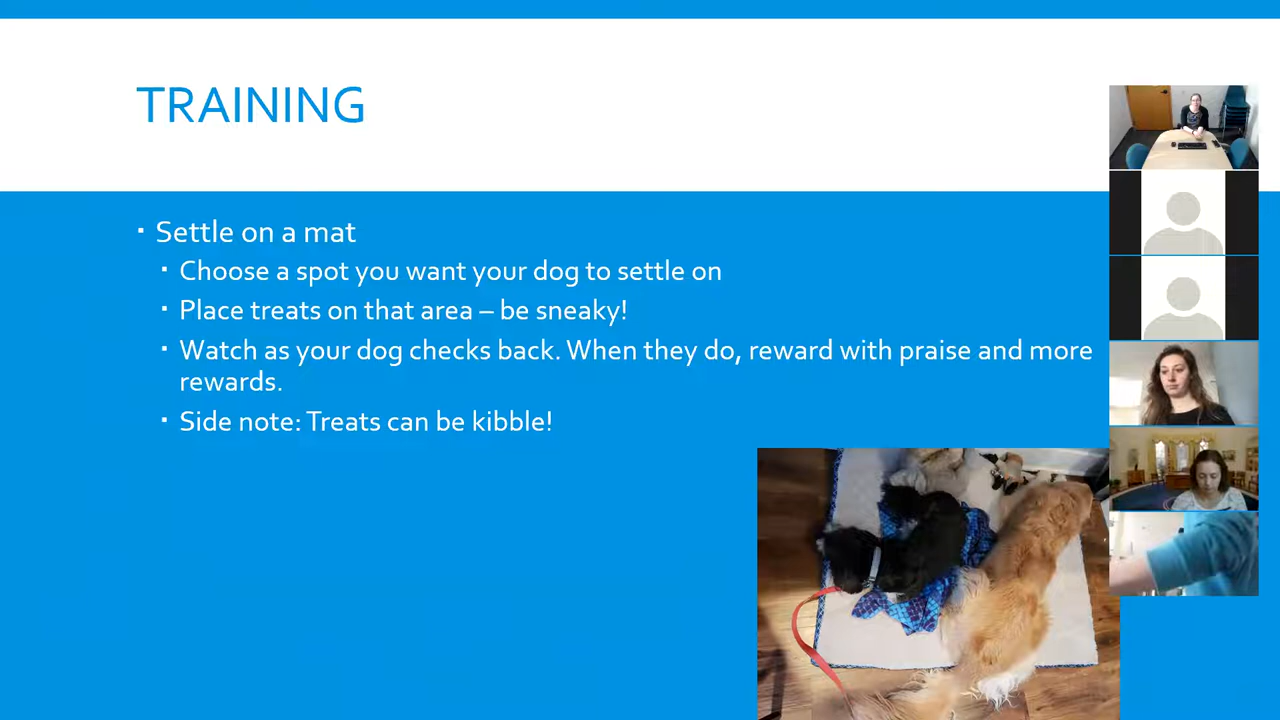 TRAINING
Settle on a mat
Choose a spot you want your dog to settle on
Place treats on that area – be sneaky!
Watch as your dog checks back. When they do, reward with praise and more
rewards.
Side note: Treats can be kibble!